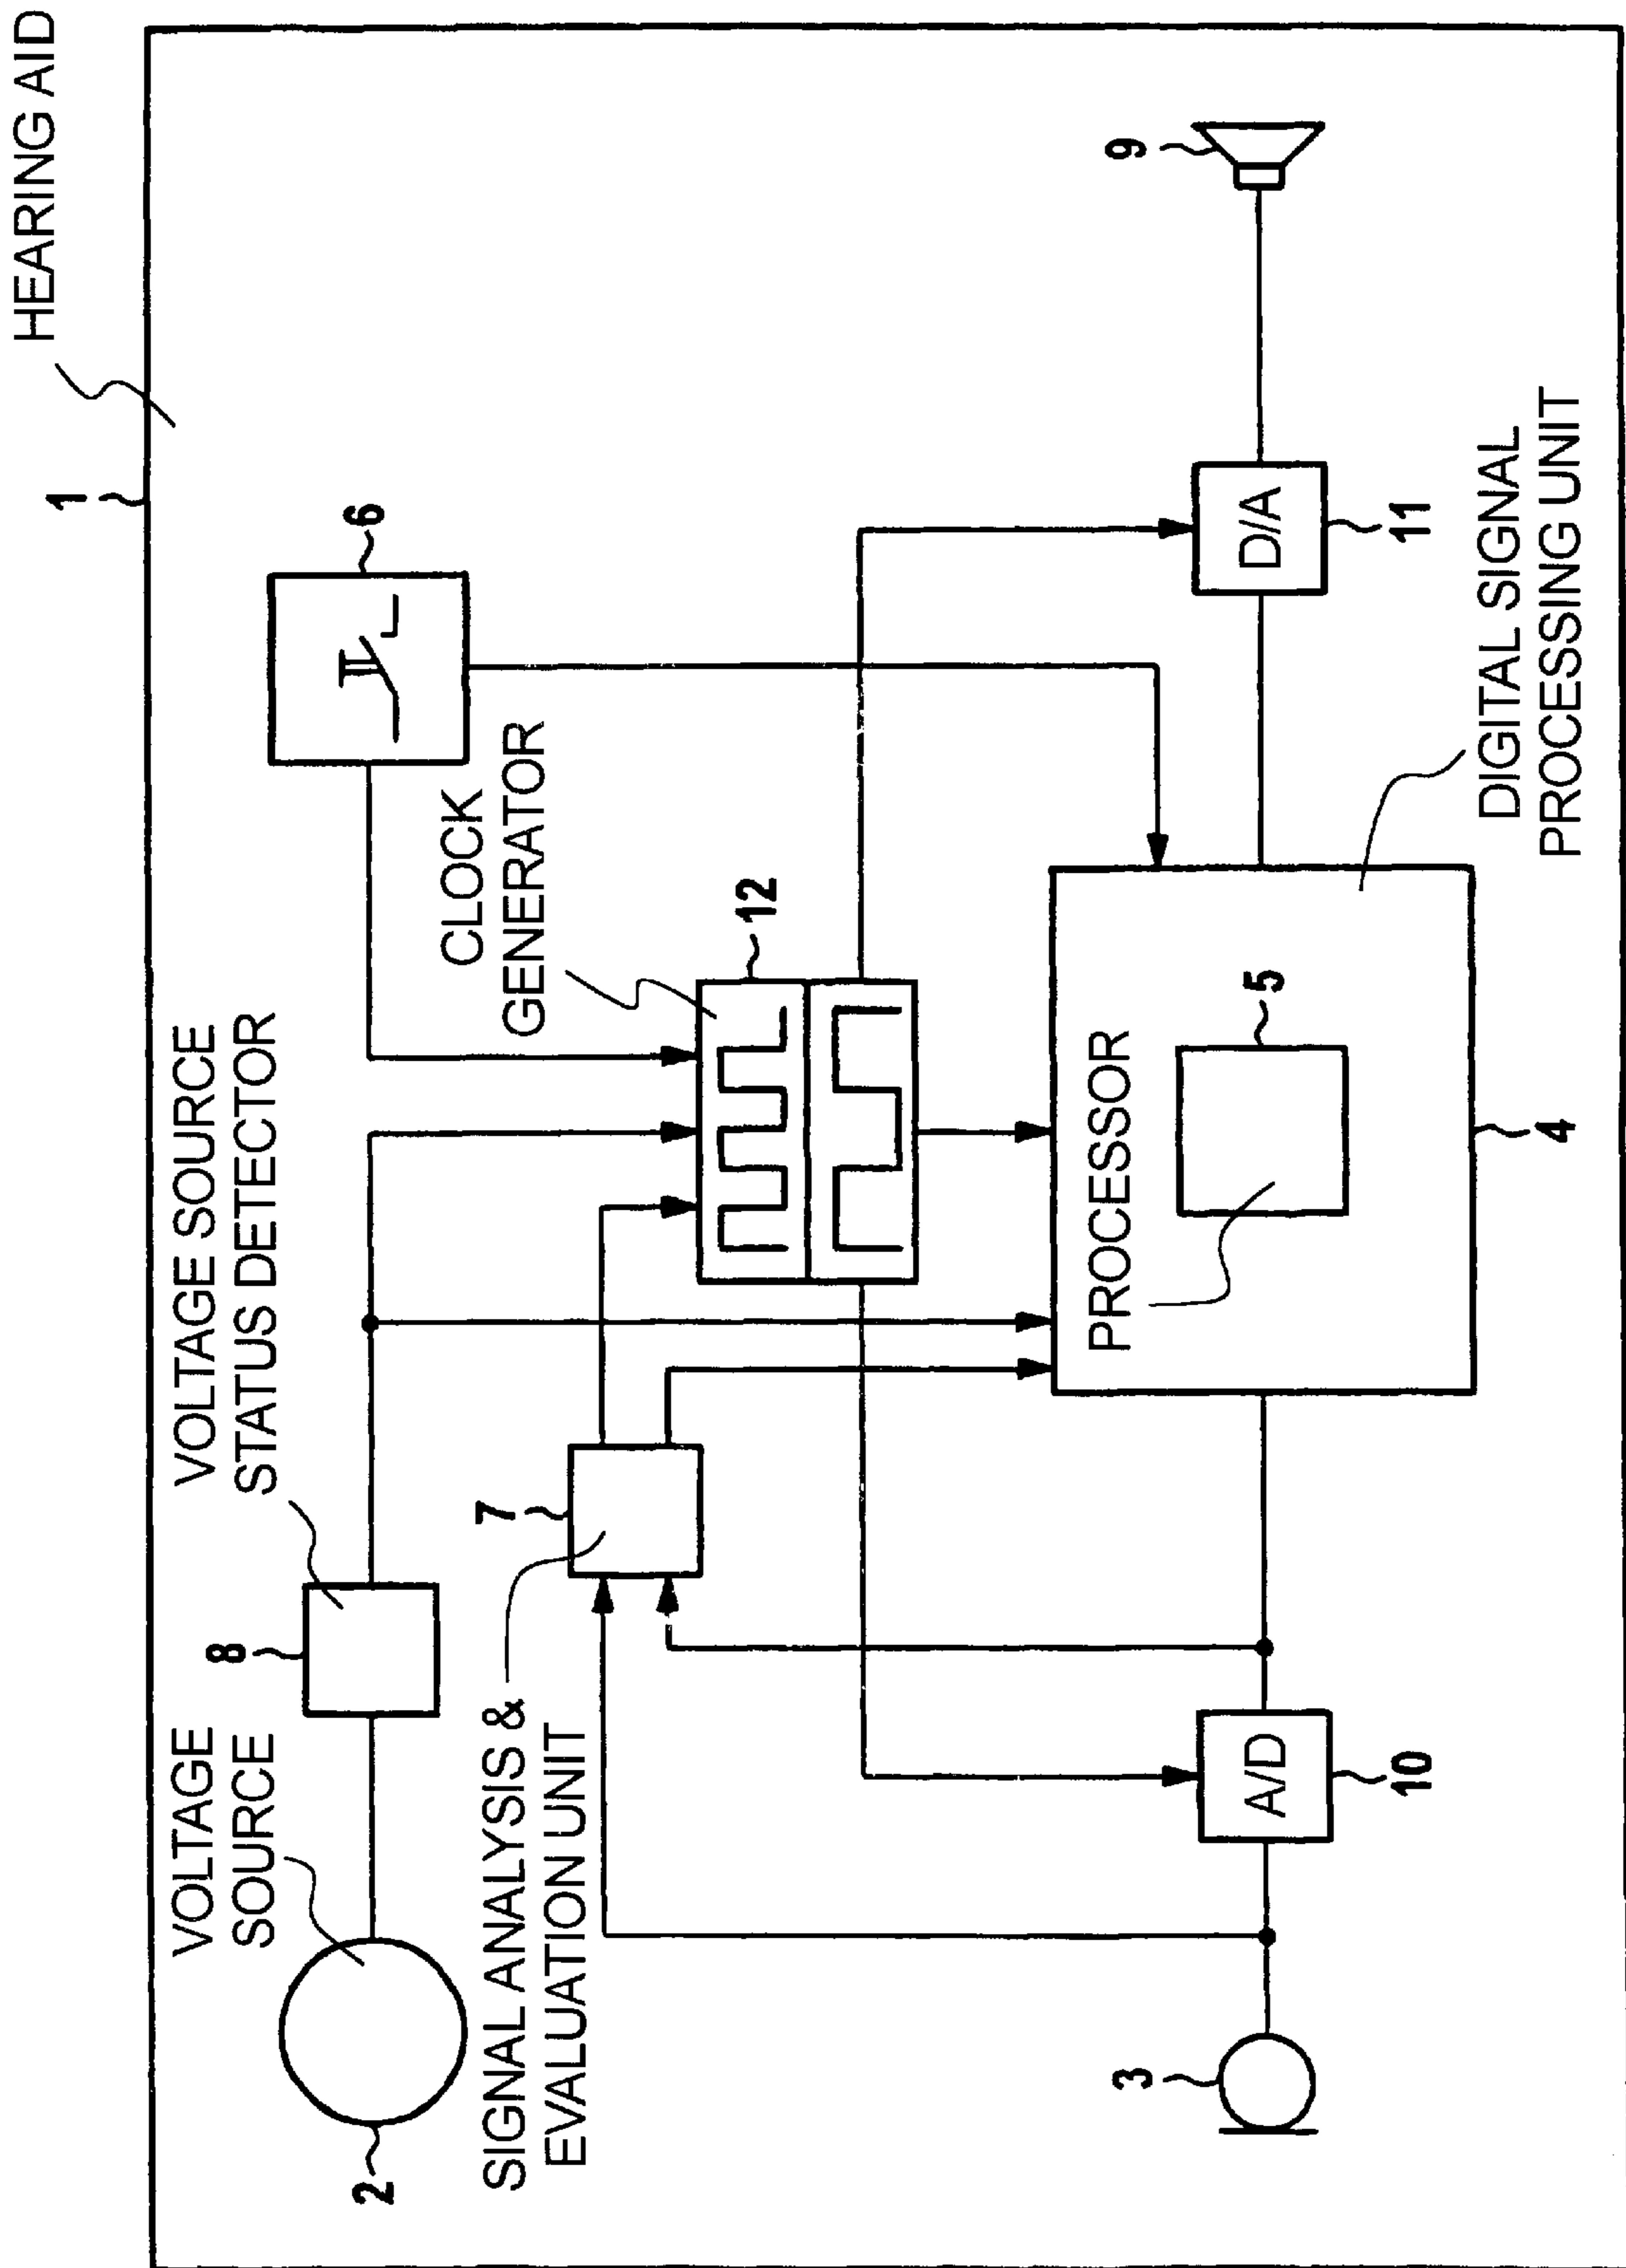 HEARING AID
1
6
VOLTAGE SOURCE
STATUS DETECTOR
8
VOLTAGE
SOURCE
2
CLOCK
GENERATOR
12
7
SIGNAL ANALYSIS &
EVALUATION UNIT
9
3
A/D
10
PROCESSOR
5
4
D/A
11
DIGITAL SIGNAL
PROCESSING UNIT